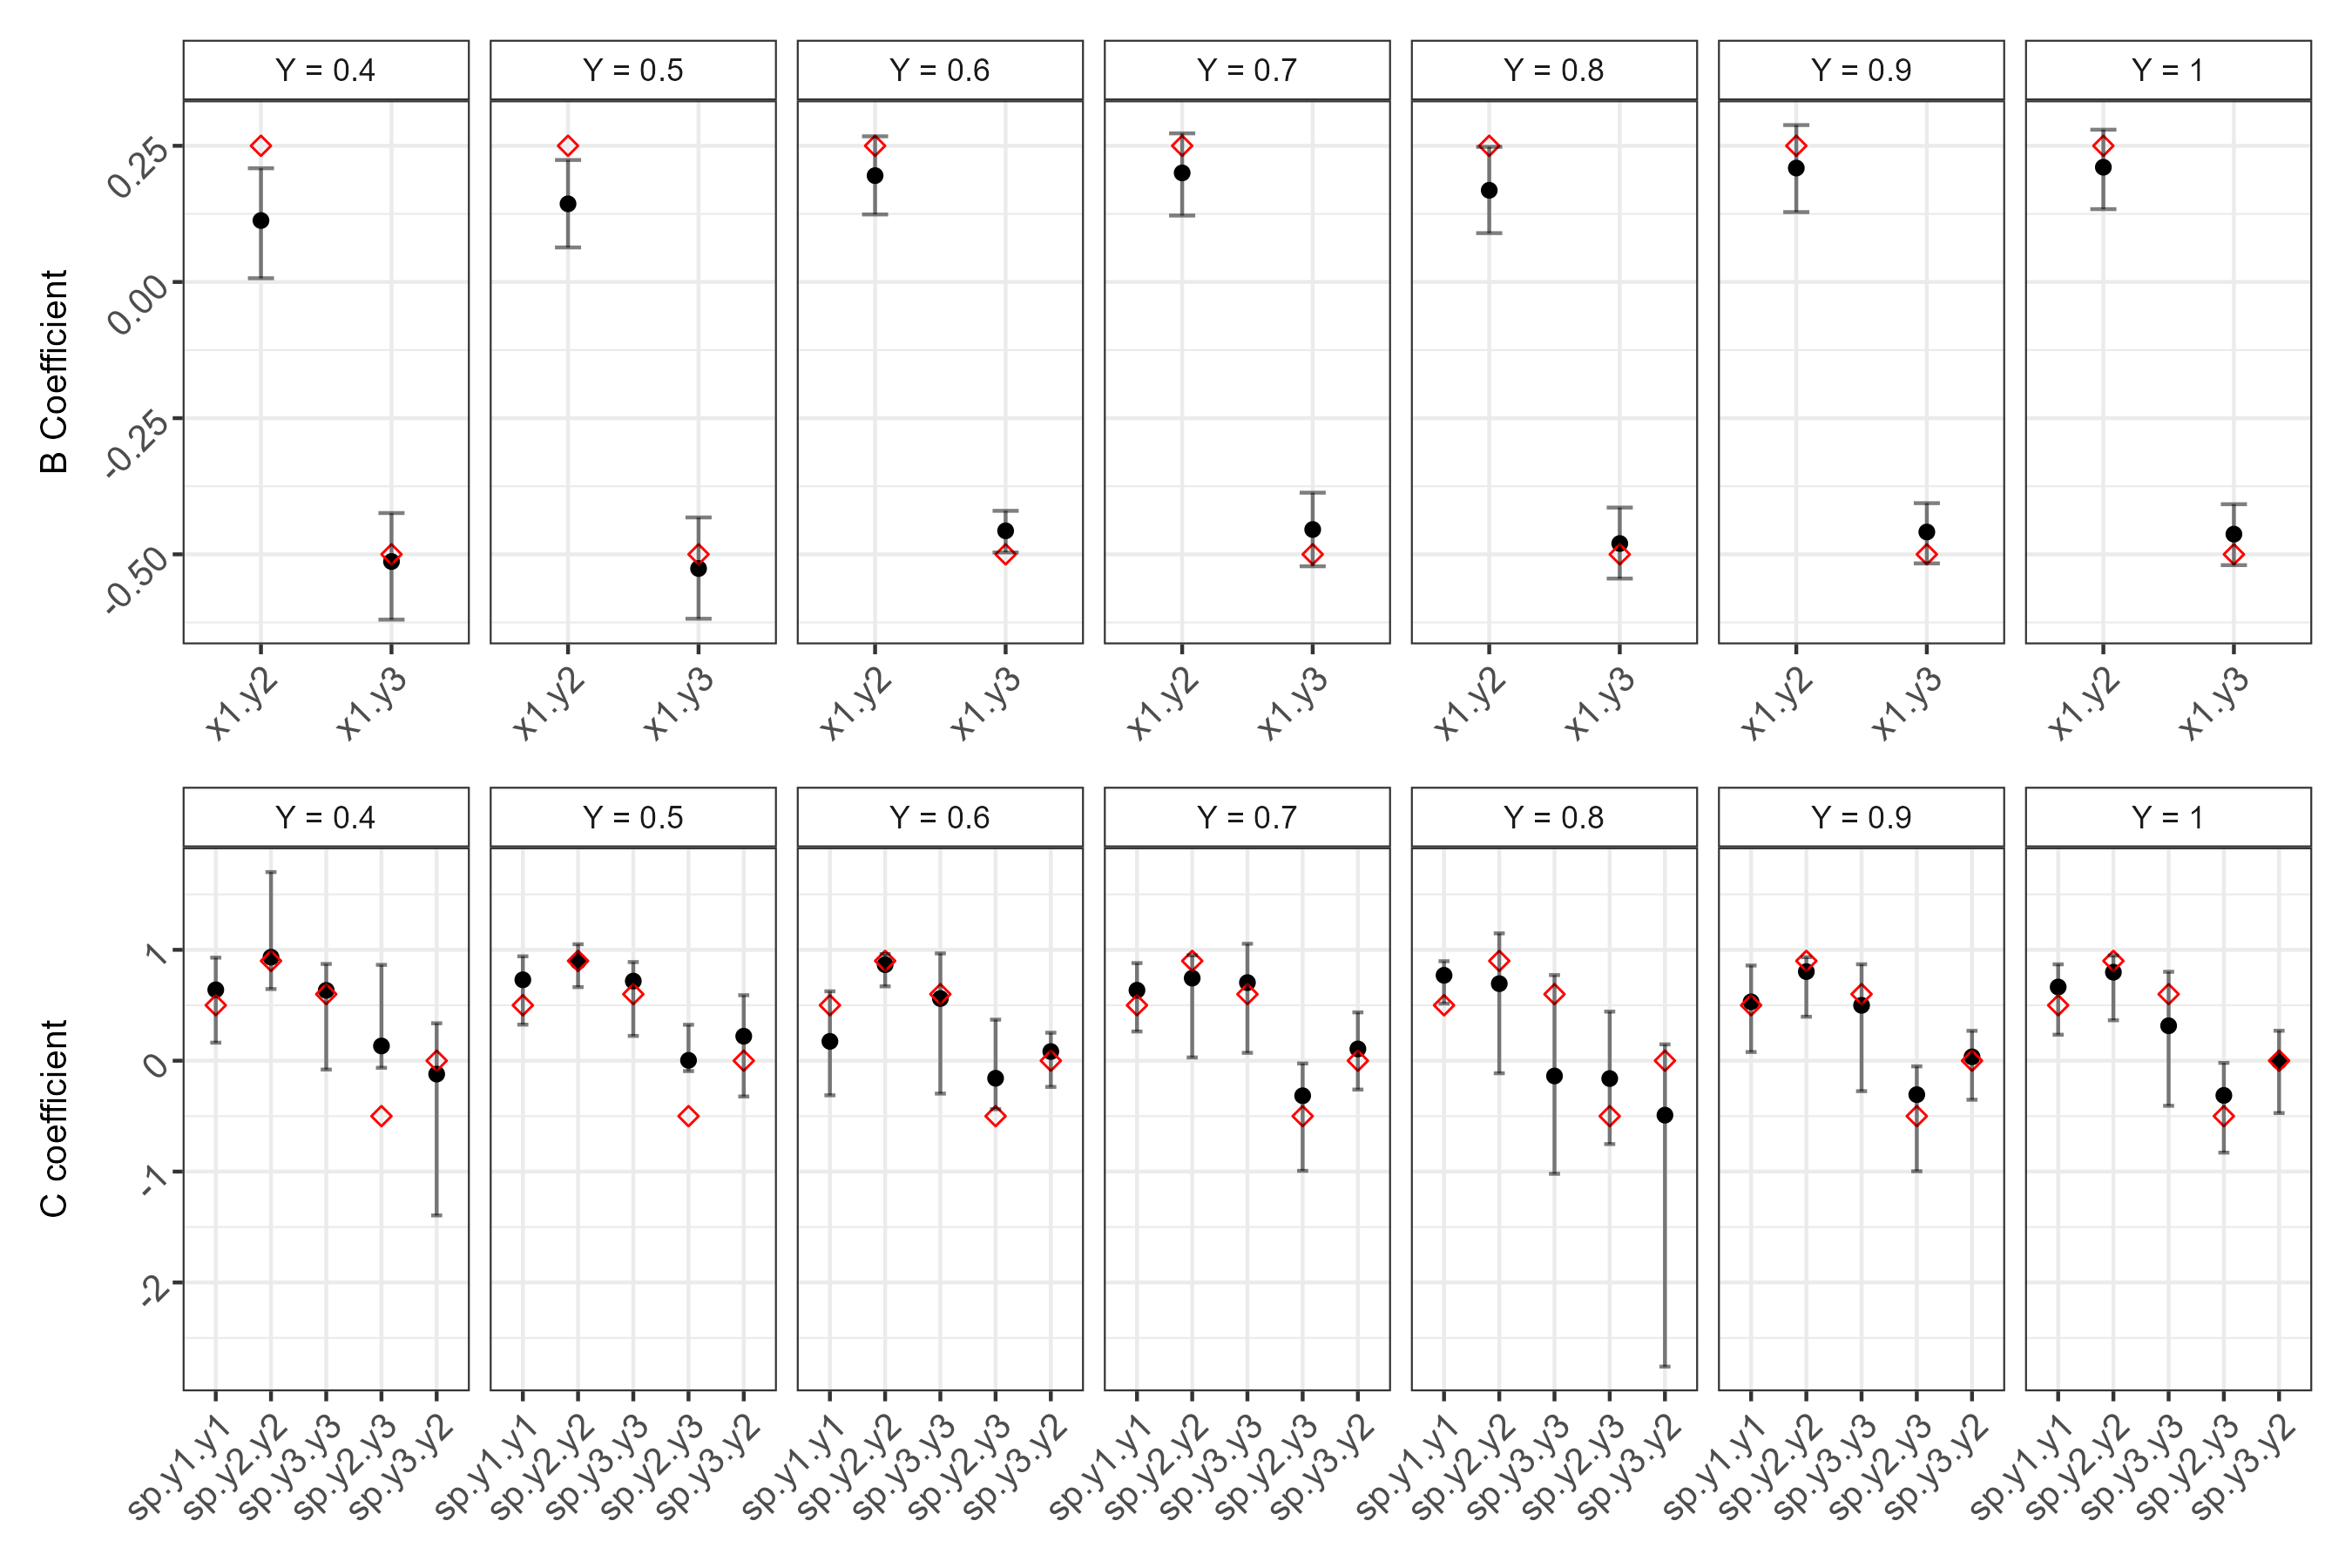 Y = 0.4 Y = 0.5 Y = 0.6 Y = 0.7 Y = 0.8 Y = 0.9 Y = 1
B Coefficient
0.25
0.00
-0.25
-0.50
x1.y2 x1.y3 x1.y2 x1.y3 x1.y2 x1.y3 x1.y2 x1.y3 x1.y2 x1.y3 x1.y2 x1.y3 x1.y2 x1.y3
Y = 0.4 Y = 0.5 Y = 0.6 Y = 0.7 Y = 0.8 Y = 0.9 Y = 1
C coefficient
1
0
-1
-2
sp.y1.y1 sp.y2.y2 sp.y3.y3 sp.y2.y3 sp.y3.y2 sp.y1.y1 sp.y2.y2 sp.y3.y3 sp.y2.y3 sp.y3.y2 sp.y1.y1 sp.y2.y2 sp.y3.y3 sp.y2.y3 sp.y3.y2 sp.y1.y1 sp.y2.y2 sp.y3.y3 sp.y2.y3 sp.y3.y2 sp.y1.y1 sp.y2.y2 sp.y3.y3 sp.y2.y3 sp.y3.y2 sp.y1.y1 sp.y2.y2 sp.y3.y3 sp.y2.y3 sp.y3.y2 sp.y1.y1 sp.y2.y2 sp.y3.y3 sp.y2.y3 sp.y3.y2